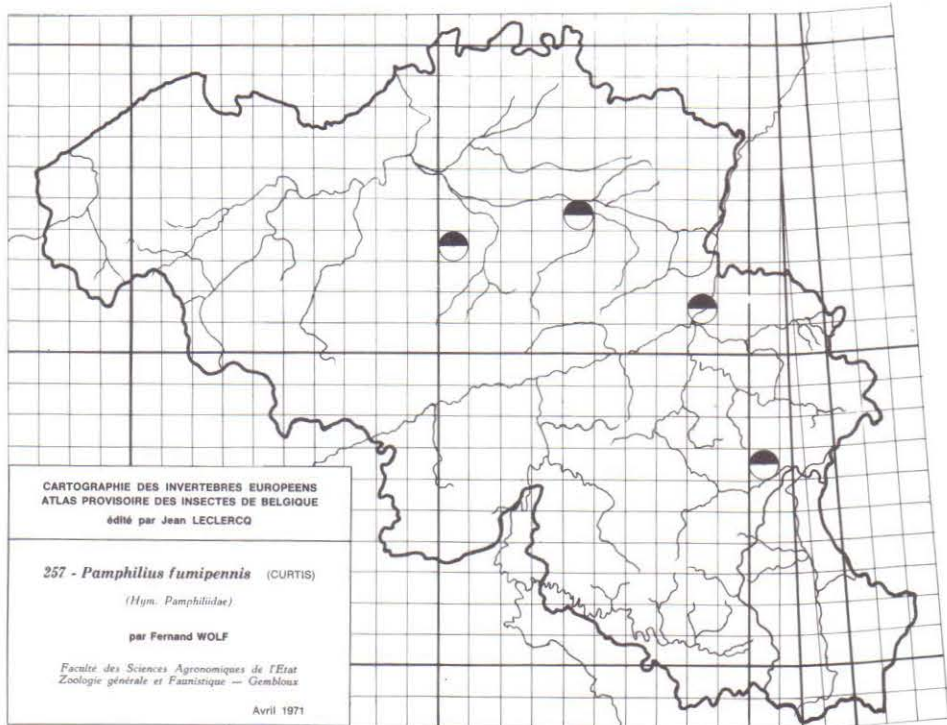 CARTOGRAPHIE DES INVERTEBRES EUROPEENS
ATLAS PROVISOIRE DES INSECTES DE BELGIQUE
édité par Jean LECLERCQ
257 - Pamphilius fumipennis (CURTIS)
(Hym. Pamphiliidae)
par Fernand WOLF
Faculté des Sciences Agronomiques de l'Etat
Zoologie générale et Faunistique — Gembloux
Avril 1971